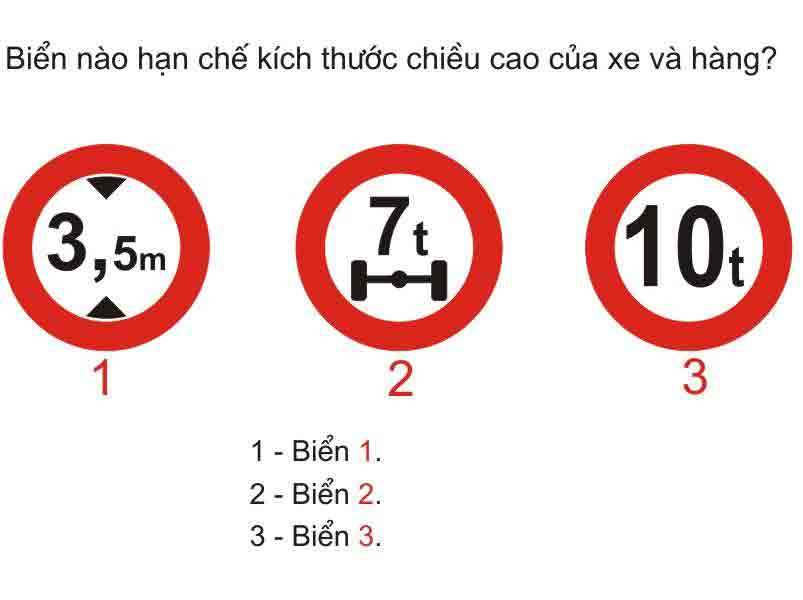 Biển nào hạn chế kích thước chiều cao của xe và hàng?
3,5m 7t 10t
1 2 3
1 - Biển 1.
2 - Biển 2.
3 - Biển 3.